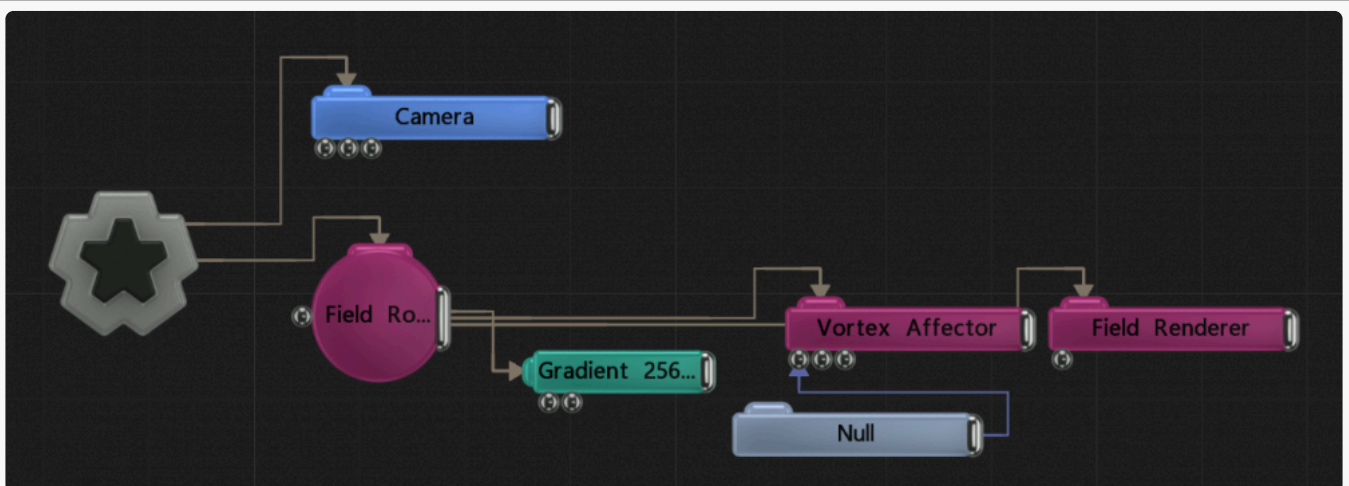 Camera
Field Ro...
Vortex Affector
Field Renderer
Gradient 256...
Null